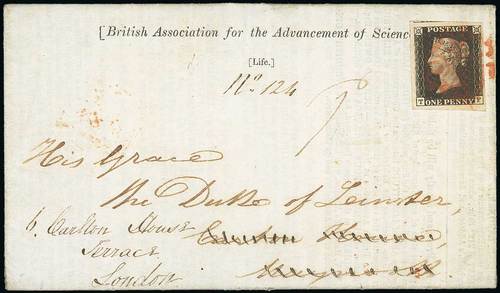 [British Association for the Advancement of Scienc
[Life.]
No. 124
POSTAGE
ONE PENNY
T
His Grace
The Duke of Leinster,
6. Carlton House
Terrace
London